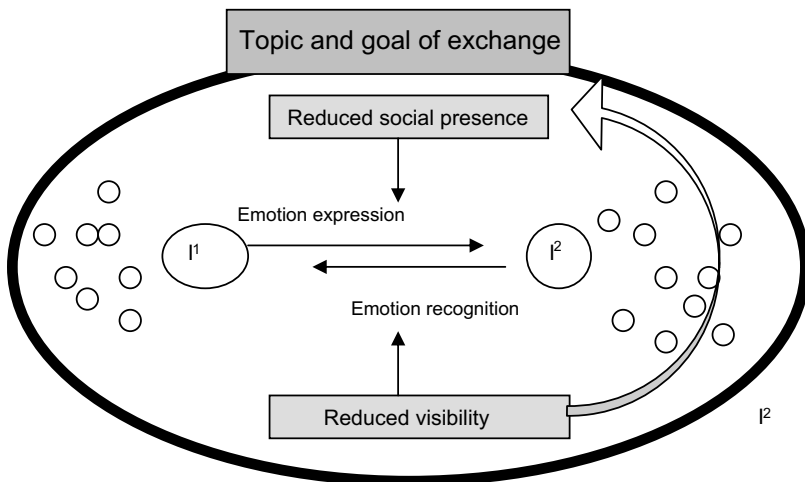 Topic and goal of exchange
Reduced social presence
Emotion expression
I¹
I²
Emotion recognition
Reduced visibility
I²